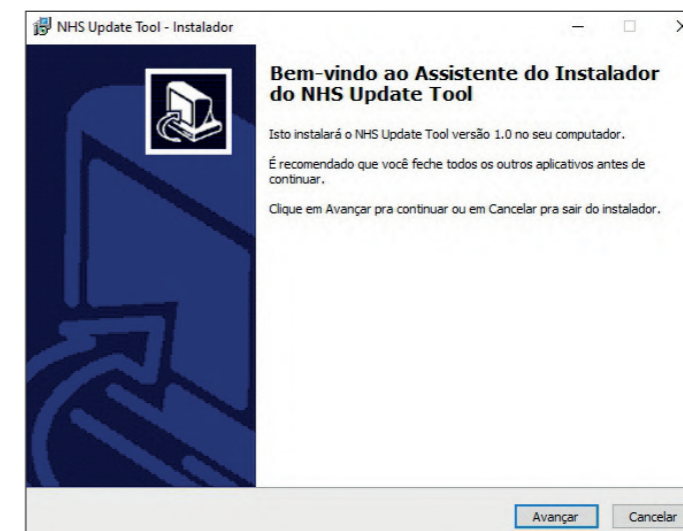 NHS Update Tool - Instalador
Bem-vindo ao Assistente do Instalador
do NHS Update Tool
Isto instalará o NHS Update Tool versão 1.0 no seu computador.
É recomendado que você feche todos os outros aplicativos antes de
continuar.
Clique em Avançar pra continuar ou em Cancelar pra sair do instalador.
Avançar
Cancelar